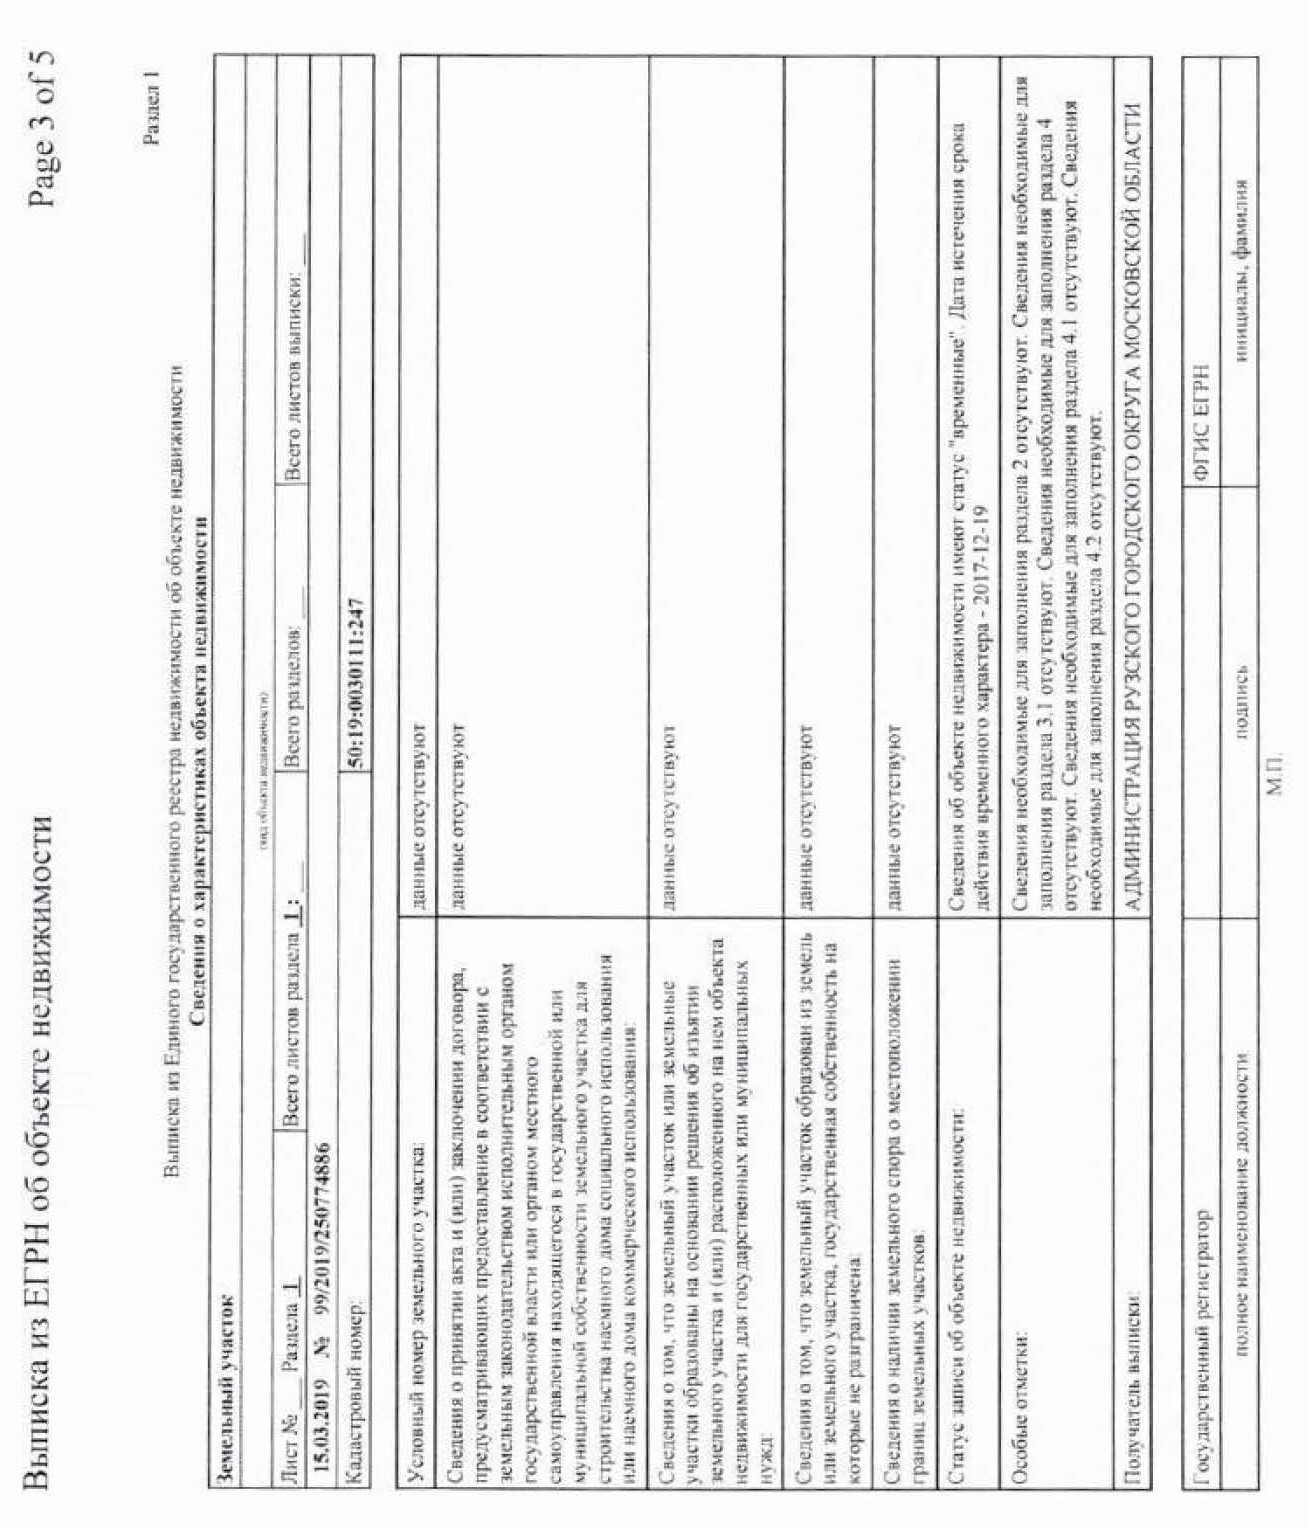 Выписка из ЕГРН об объекте недвижимости
Page 3 of 5
Раздел 1
Выписка из Единого государственного реестра недвижимости об объекте недвижимости
Сведения о характеристиках объекта недвижимости
Земельный участок
(вид объекта недвижимости)
Лист № ___ Раздела 1
Всего листов раздела 1: ___
Всего разделов: ___
Всего листов выписки: ___
15.03.2019 № 99/2019/250774886
Кадастровый номер:
50:19:0030111:247
Условный номер земельного участка:
данные отсутствуют
Сведения о принятии акта и (или) заключении договора,
предусматривающих предоставление в соответствии с
земельным законодательством исполнительным органом
государственной власти или органом местного
самоуправления находящегося в государственной или
муниципальной собственности земельного участка для
строительства наемного дома социального использования
или наемного дома коммерческого использования:
данные отсутствуют
Сведения о том, что земельный участок или земельные
участки образованы на основании решения об изъятии
земельного участка и (или) расположенного на нем объекта
недвижимости для государственных или муниципальных
нужд:
данные отсутствуют
Сведения о том, что земельный участок образован из земель
или земельного участка, государственная собственность на
которые не разграничена:
данные отсутствуют
Сведения о наличии земельного спора о местоположении
границ земельных участков:
данные отсутствуют
Статус записи об объекте недвижимости:
Сведения об объекте недвижимости имеют статус "временные". Дата истечения срока
действия временного характера - 2017-12-19
Особые отметки:
Сведения необходимые для заполнения раздела 2 отсутствуют. Сведения необходимые для
заполнения раздела 3.1 отсутствуют. Сведения необходимые для заполнения раздела 4
отсутствуют. Сведения необходимые для заполнения раздела 4.1 отсутствуют. Сведения
необходимые для заполнения раздела 4.2 отсутствуют.
Получатель выписки:
АДМИНИСТРАЦИЯ РУЗСКОГО ГОРОДСКОГО ОКРУГА МОСКОВСКОЙ ОБЛАСТИ
Государственный регистратор
ФГИС ЕГРН
полное наименование должности
подпись
инициалы, фамилия
М.П.